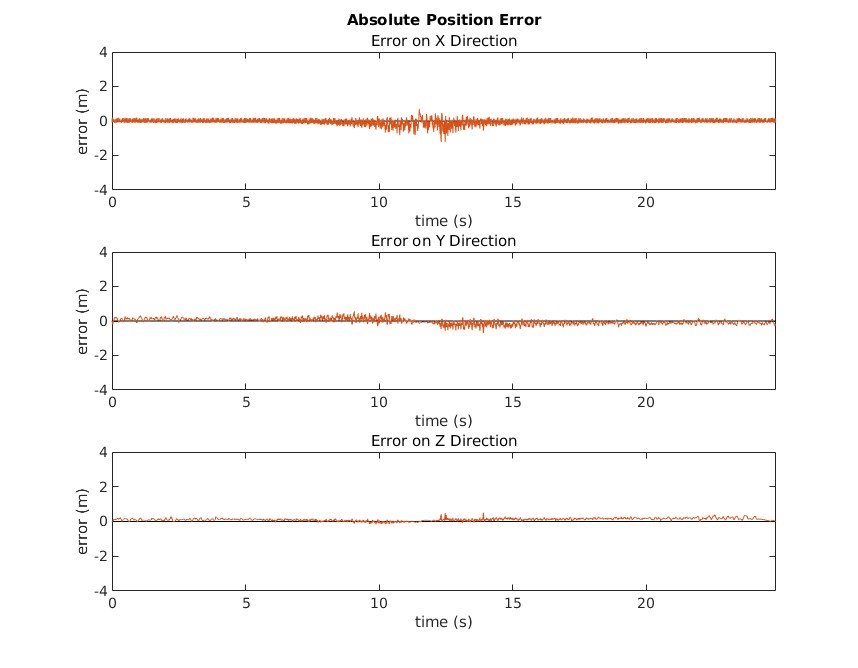 Absolute Position Error
Error on X Direction
4
2
0
-2
-4
error (m)
0 5 10 15 20
time (s)
Error on Y Direction
4
2
0
-2
-4
error (m)
0 5 10 15 20
time (s)
Error on Z Direction
4
2
0
-2
-4
error (m)
0 5 10 15 20
time (s)